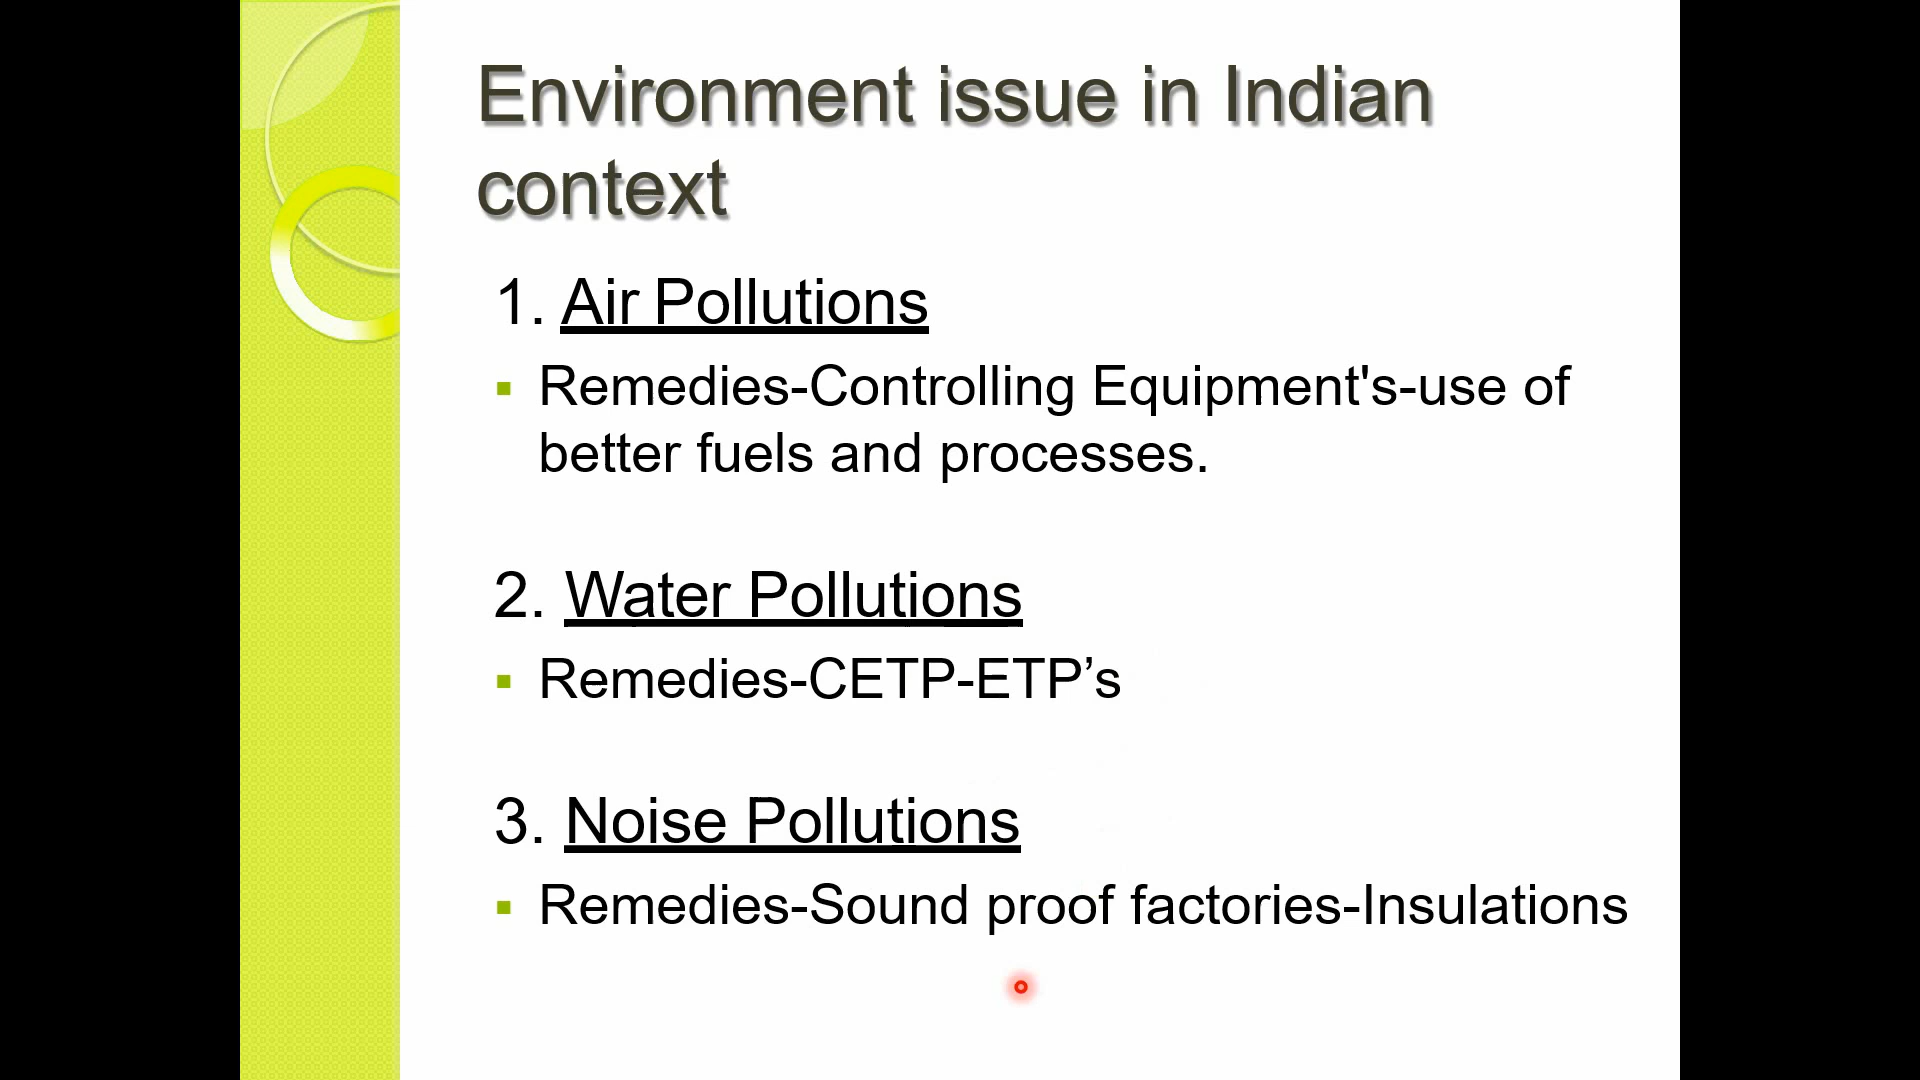 Environment issue in Indian
context
1. Air Pollutions
▪ Remedies-Controlling Equipment's-use of
better fuels and processes.
2. Water Pollutions
▪ Remedies-CETP-ETP’s
3. Noise Pollutions
▪ Remedies-Sound proof factories-Insulations